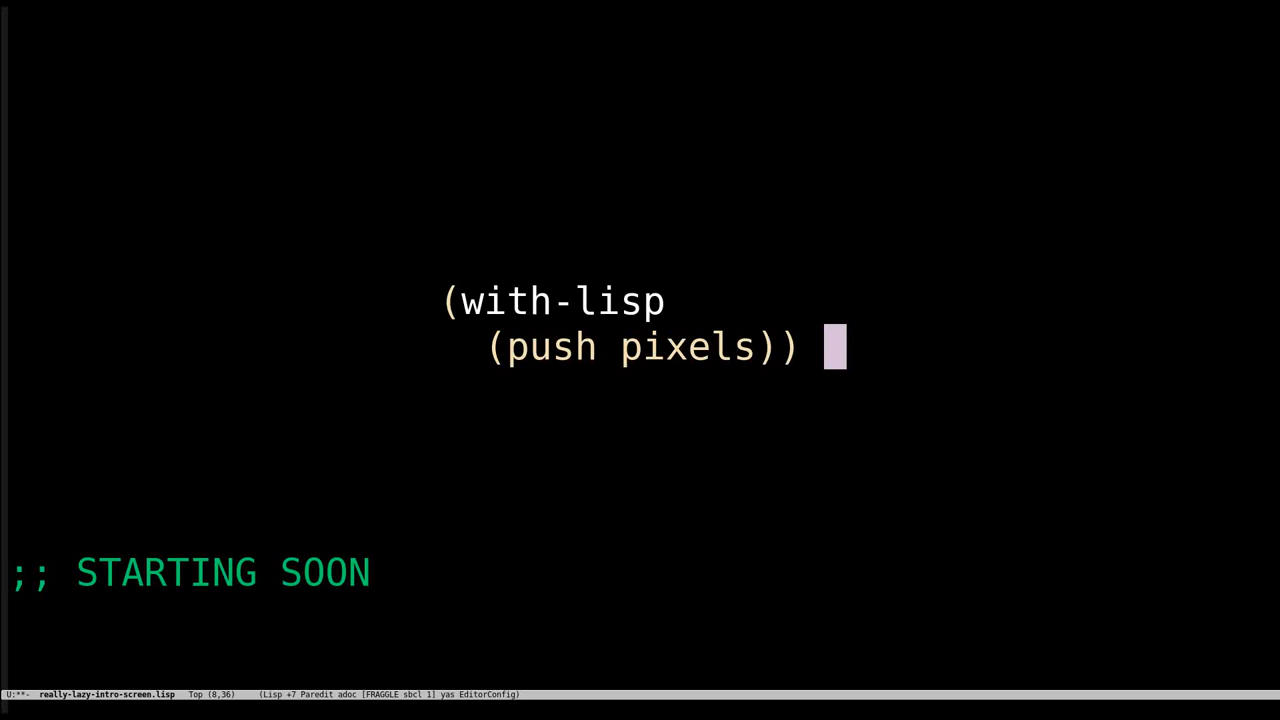 (with-lisp
(push pixels))
;; STARTING SOON
U:**- really-lazy-intro-screen.lisp Top (8,36) (Lisp +7 Paredit adoc [FRAGGLE sbcl 1] yas EditorConfig)